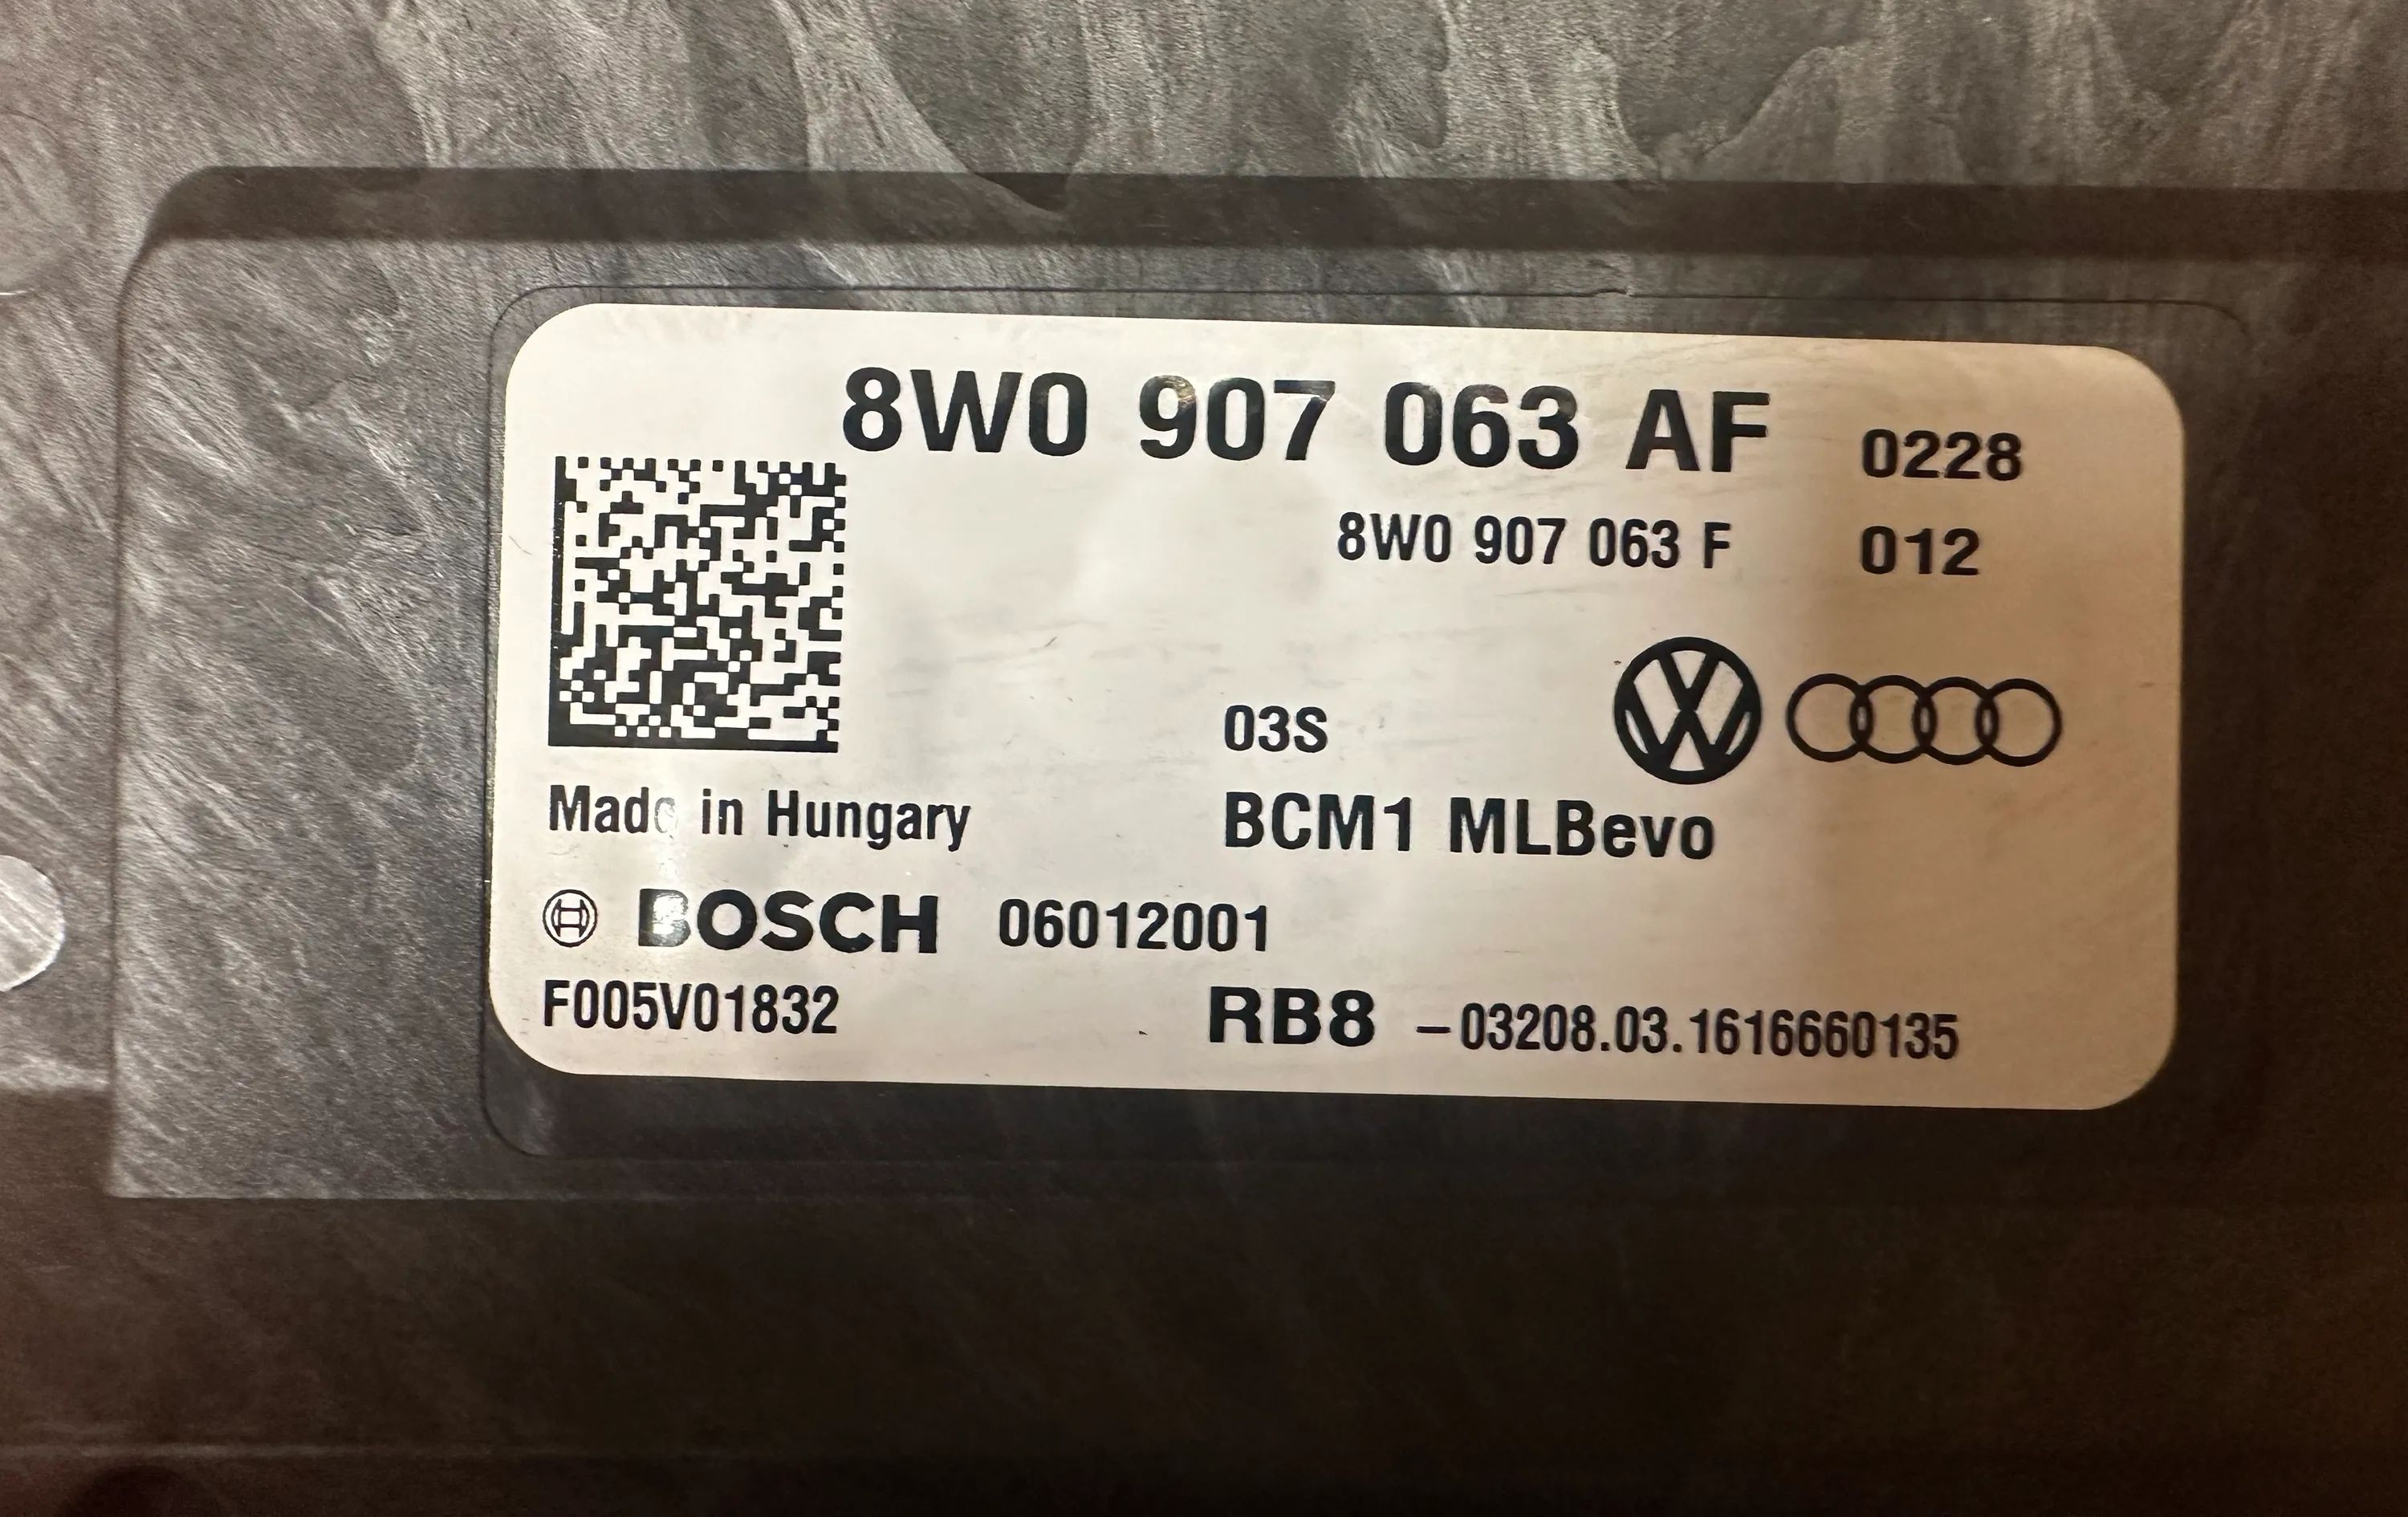 8W0 907 063 AF 0228
8W0 907 063 F 012
03S
Made in Hungary
BCM1 MLBevo
BOSCH 06012001
F005V01832
RB8 –03208.03.1616660135